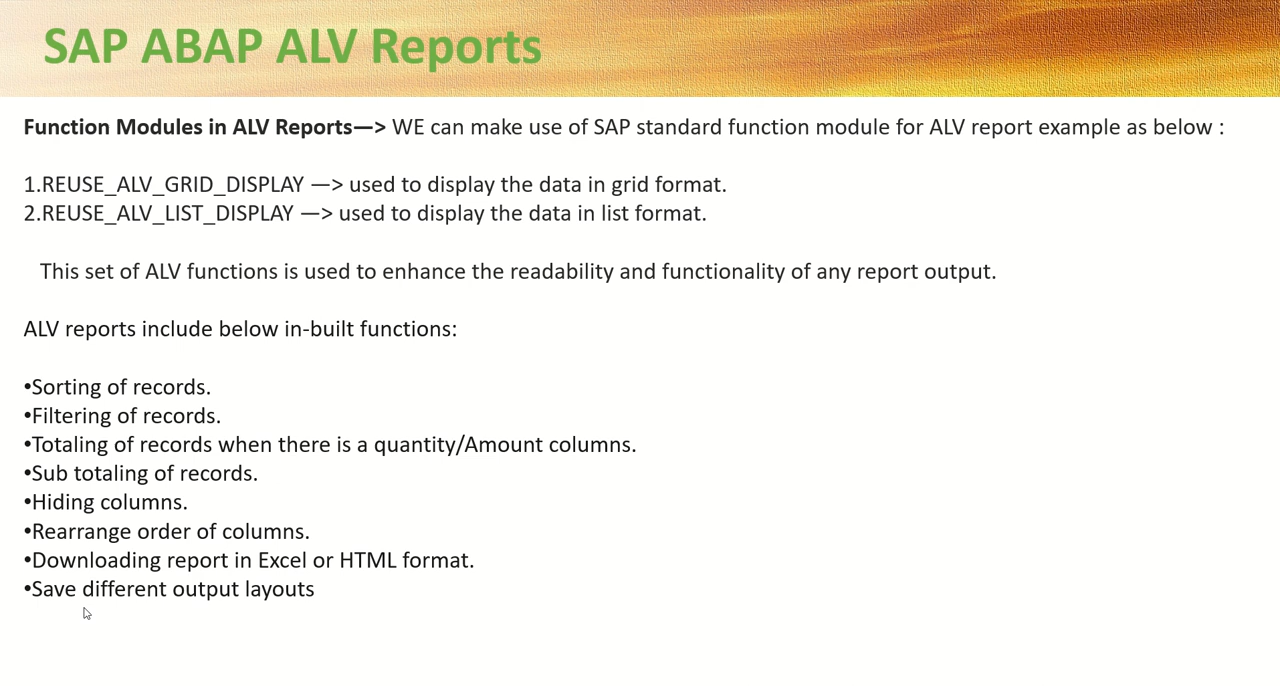 SAP ABAP ALV Reports
Function Modules in ALV Reports—> WE can make use of SAP standard function module for ALV report example as below :
1.REUSE_ALV_GRID_DISPLAY —> used to display the data in grid format.
2.REUSE_ALV_LIST_DISPLAY —> used to display the data in list format.
This set of ALV functions is used to enhance the readability and functionality of any report output.
ALV reports include below in-built functions:
•Sorting of records.
•Filtering of records.
•Totaling of records when there is a quantity/Amount columns.
•Sub totaling of records.
•Hiding columns.
•Rearrange order of columns.
•Downloading report in Excel or HTML format.
•Save different output layouts